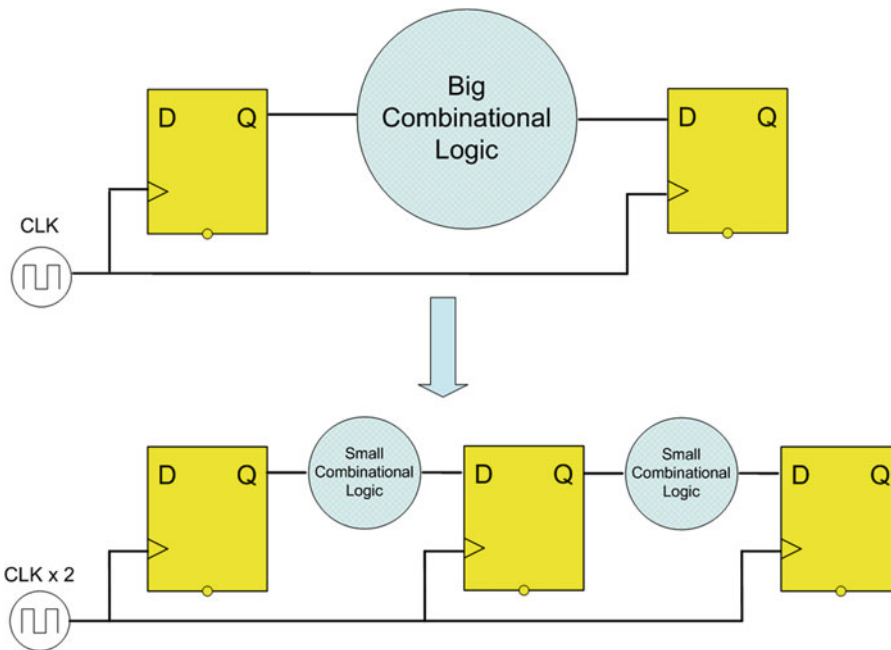 Big
Combinational
Logic
D Q
D Q
CLK
Small
Combinational
Logic
Small
Combinational
Logic
D Q
D Q
D Q
CLK x 2